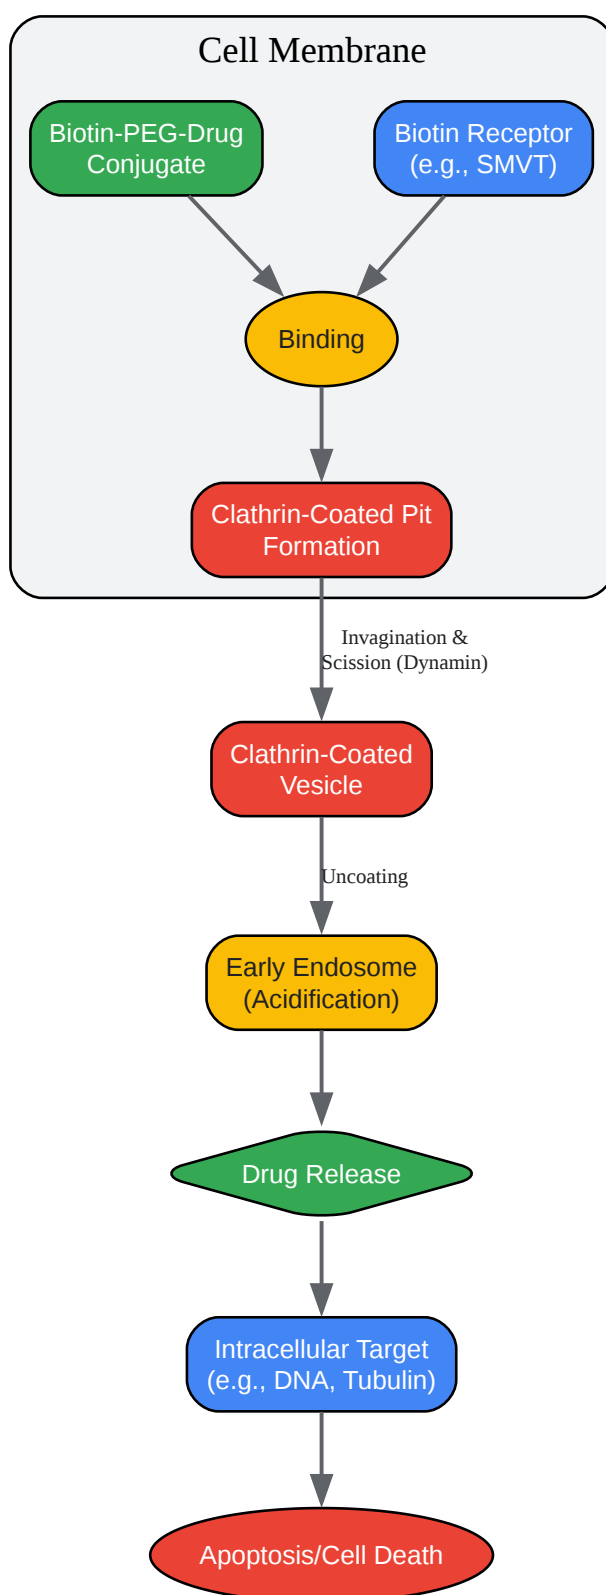 Cell Membrane
Biotin-PEG-Drug
Conjugate
Biotin Receptor
(e.g., SMVT)
Binding
Clathrin-Coated Pit
Formation
Invagination &
Scission (Dynamin)
Clathrin-Coated
Vesicle
Uncoating
Early Endosome
(Acidification)
Drug Release
Intracellular Target
(e.g., DNA, Tubulin)
Apoptosis/Cell Death